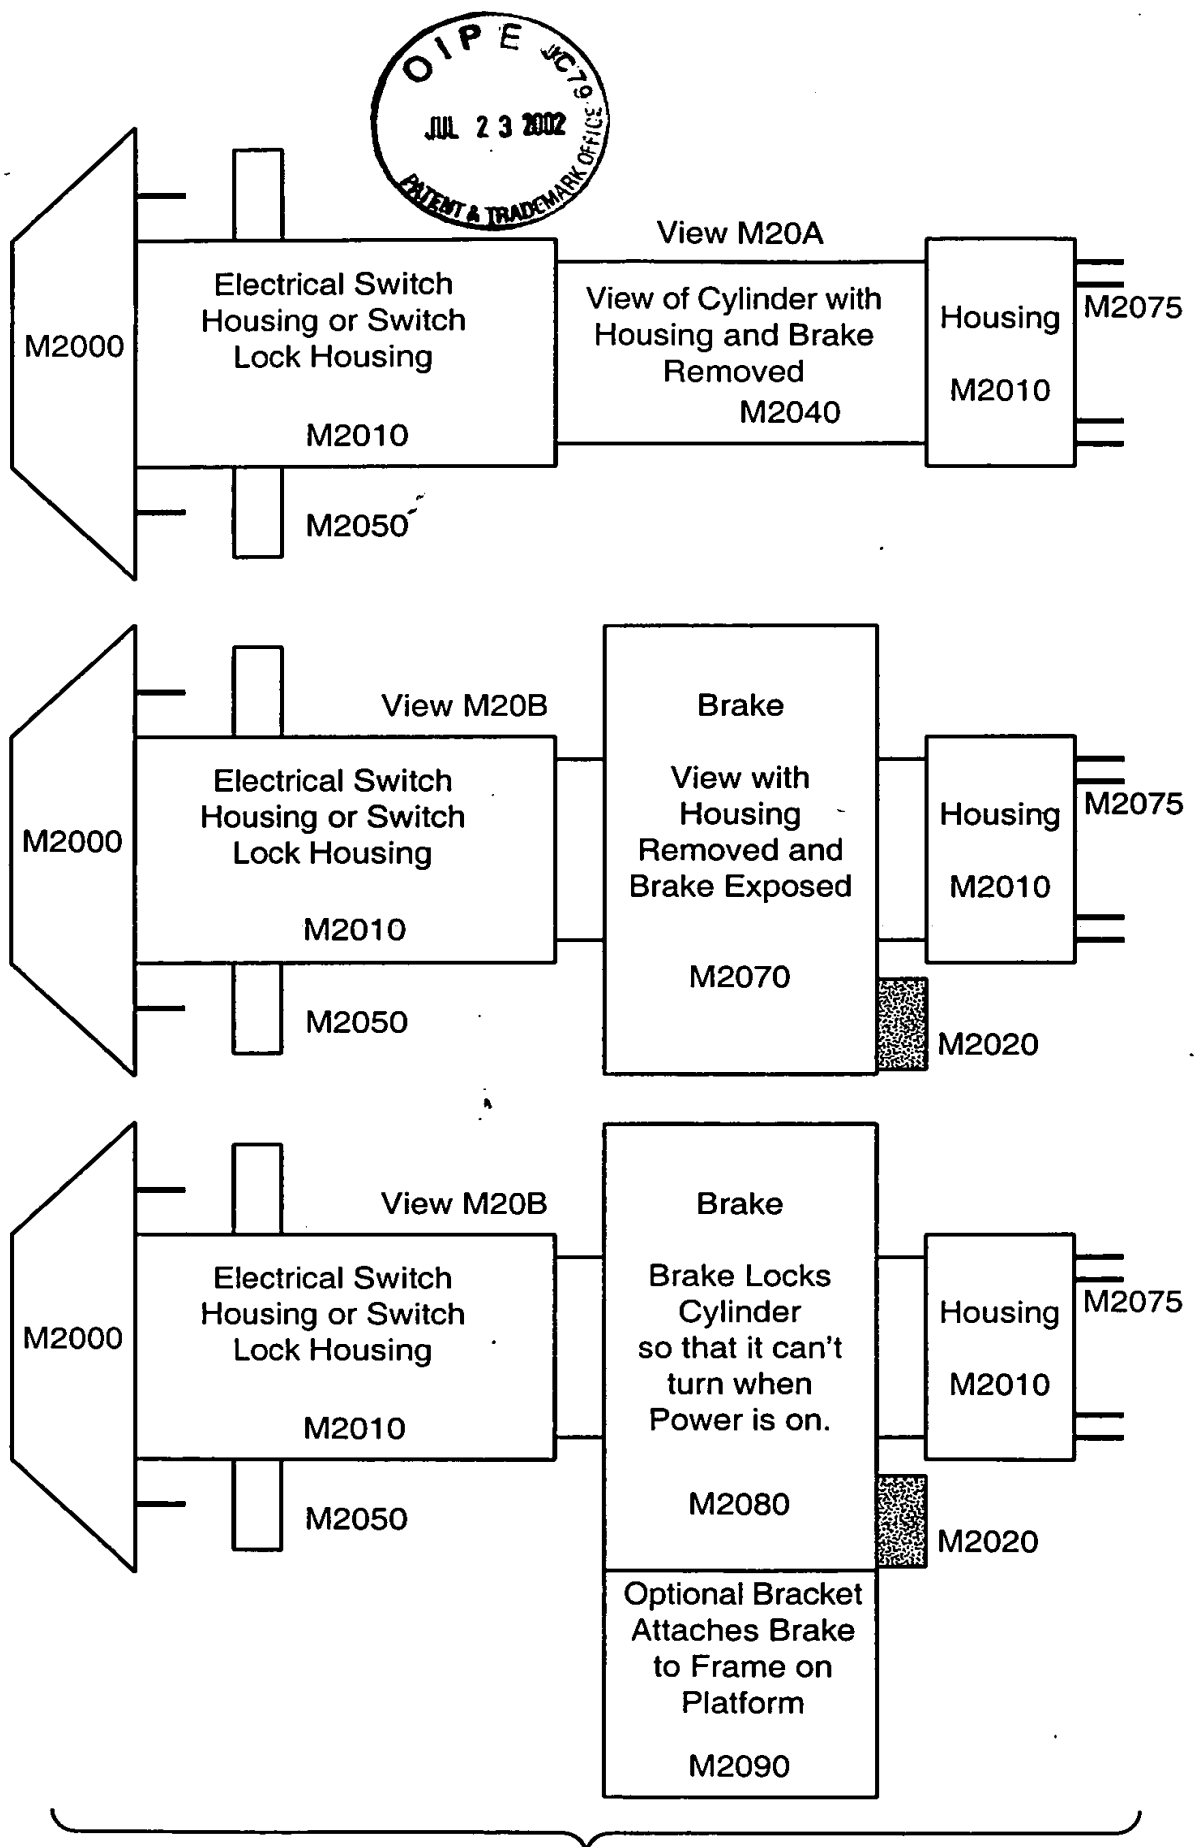 OIPE JC79
JUL 23 2002
PATENT & TRADEMARK OFFICE
View M20A
M2000
Electrical Switch
Housing or Switch
Lock Housing
M2010
M2050
View of Cylinder with
Housing and Brake
Removed
M2040
Housing
M2010
M2075
View M20B
M2000
Electrical Switch
Housing or Switch
Lock Housing
M2010
M2050
Brake
View with
Housing
Removed and
Brake Exposed
M2070
Housing
M2010
M2075
M2020
View M20B
M2000
Electrical Switch
Housing or Switch
Lock Housing
M2010
M2050
Brake
Brake Locks
Cylinder
so that it can't
turn when
Power is on.
M2080
Housing
M2010
M2075
M2020
Optional Bracket
Attaches Brake
to Frame on
Platform
M2090